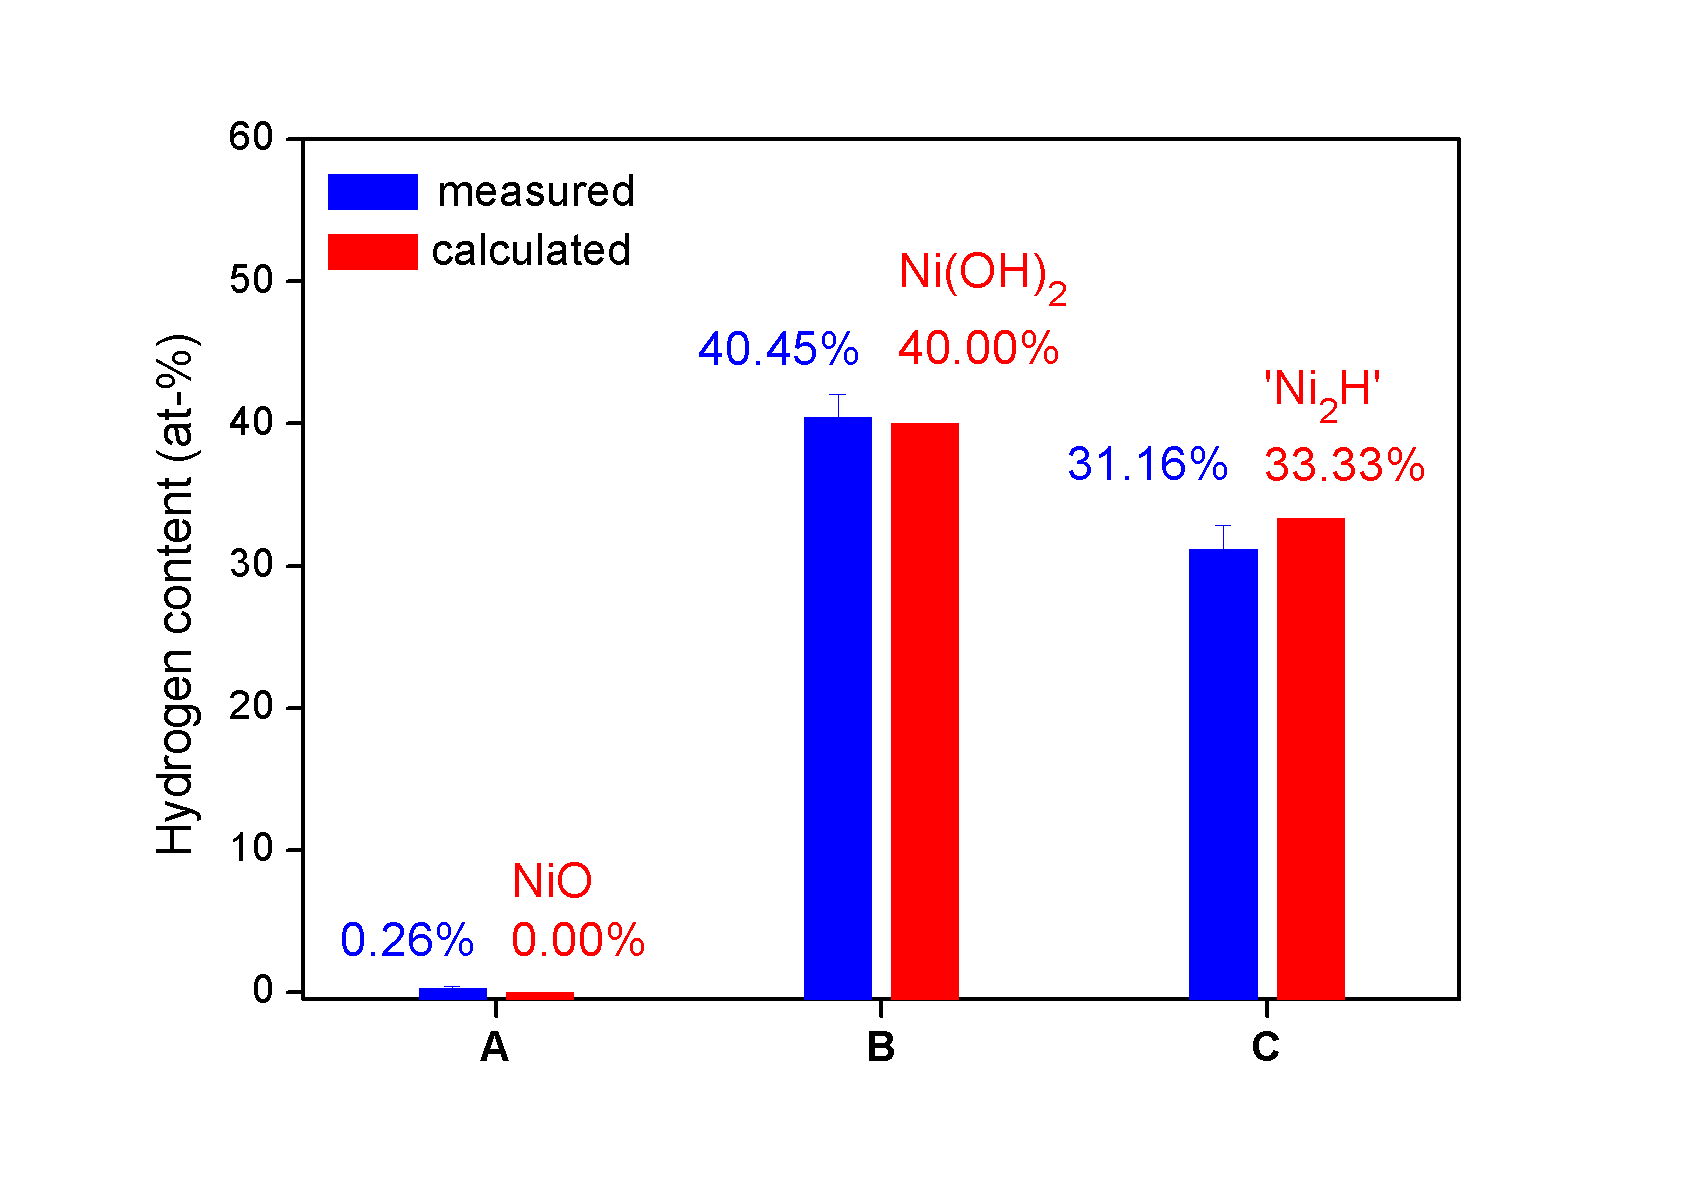 60
50
40
30
20
10
0
Hydrogen content (at-%)
measured
calculated
Ni(OH)₂
40.45% 40.00%
'Ni₂H'
31.16% 33.33%
NiO
0.26% 0.00%
A B C